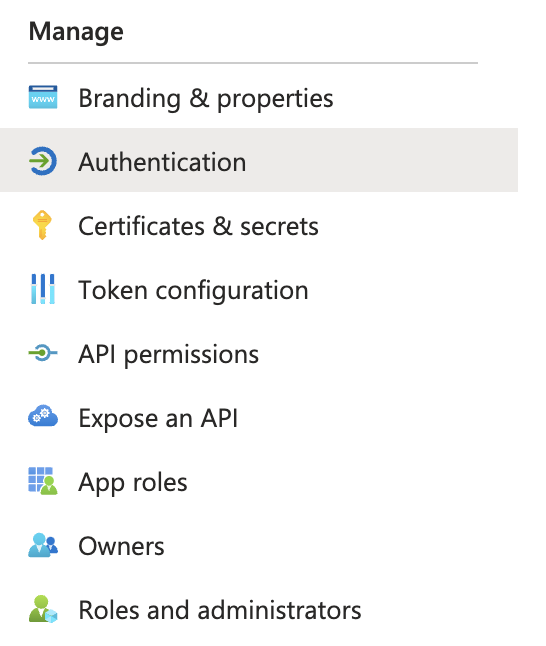 Manage
www
Branding & properties
Authentication
Certificates & secrets
Token configuration
API permissions
Expose an API
App roles
Owners
Roles and administrators